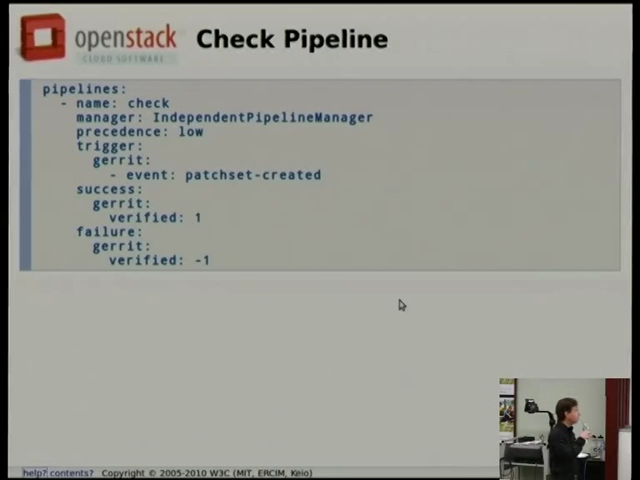 openstack
CLOUD SOFTWARE
Check Pipeline
pipelines:
- name: check
manager: IndependentPipelineManager
precedence: low
trigger:
gerrit:
- event: patchset-created
success:
gerrit:
verified: 1
failure:
gerrit:
verified: -1
help? contents? Copyright © 2005-2010 W3C (MIT, ERCIM, Keio)